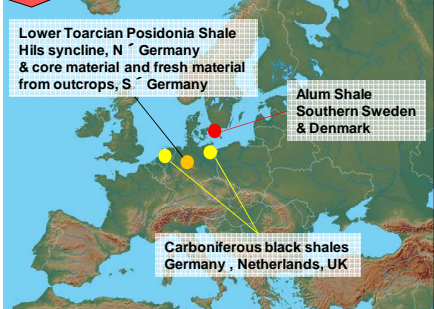 Lower Toarcian Posidonia Shale
Hils syncline, N ´ Germany
& core material and fresh material
from outcrops, S ´ Germany
Alum Shale
Southern Sweden
& Denmark
Carboniferous black shales
Germany , Netherlands, UK